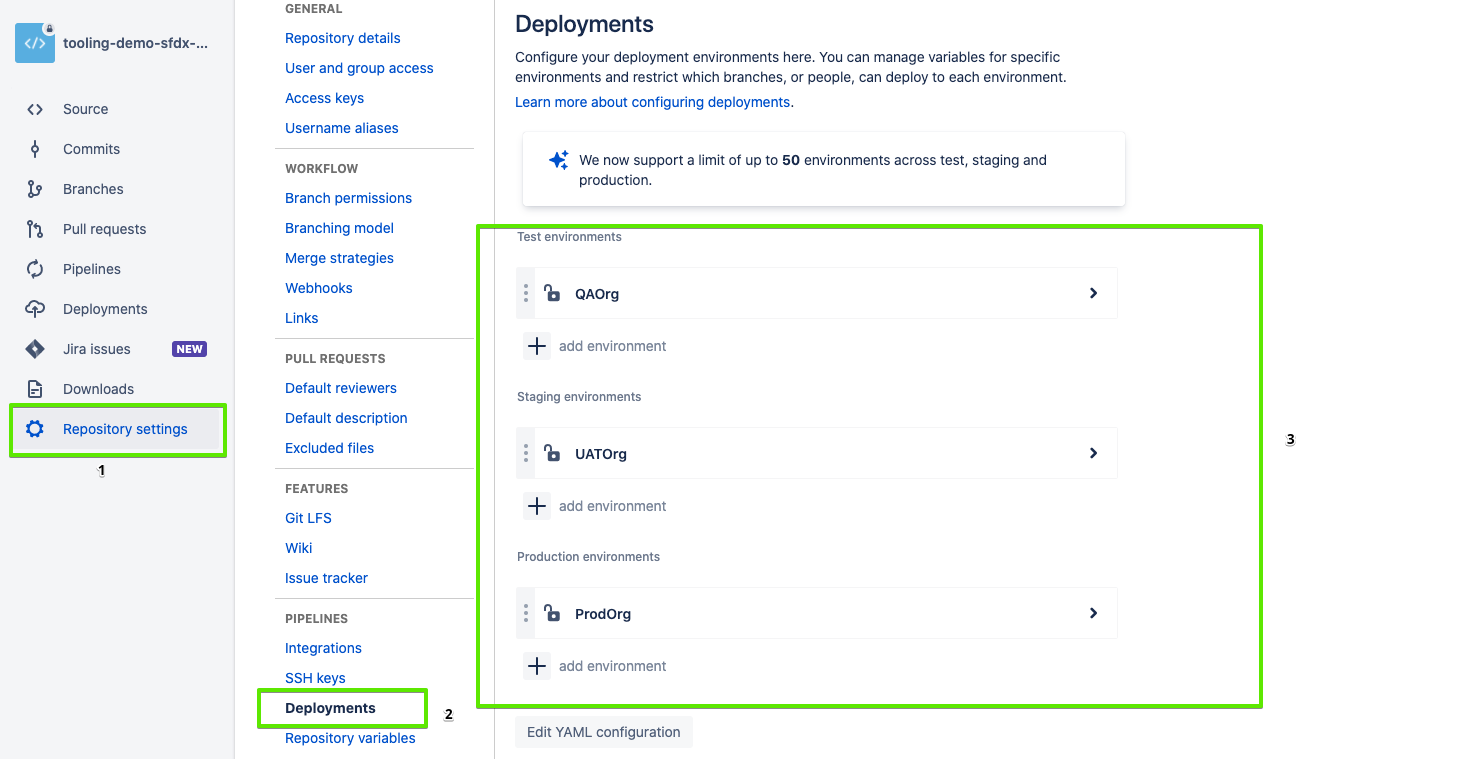 tooling-demo-sfdx-...
Source
Commits
Branches
Pull requests
Pipelines
Deployments
Jira issues NEW
Downloads
Repository settings
1
GENERAL
Repository details
User and group access
Access keys
Username aliases
WORKFLOW
Branch permissions
Branching model
Merge strategies
Webhooks
Links
PULL REQUESTS
Default reviewers
Default description
Excluded files
FEATURES
Git LFS
Wiki
Issue tracker
PIPELINES
Integrations
SSH keys
Deployments
2
Repository variables
Deployments
Configure your deployment environments here. You can manage variables for specific
environments and restrict which branches, or people, can deploy to each environment.
Learn more about configuring deployments.
We now support a limit of up to 50 environments across test, staging and
production.
Test environments
QAOrg
add environment
Staging environments
UATOrg
add environment
Production environments
ProdOrg
add environment
3
Edit YAML configuration